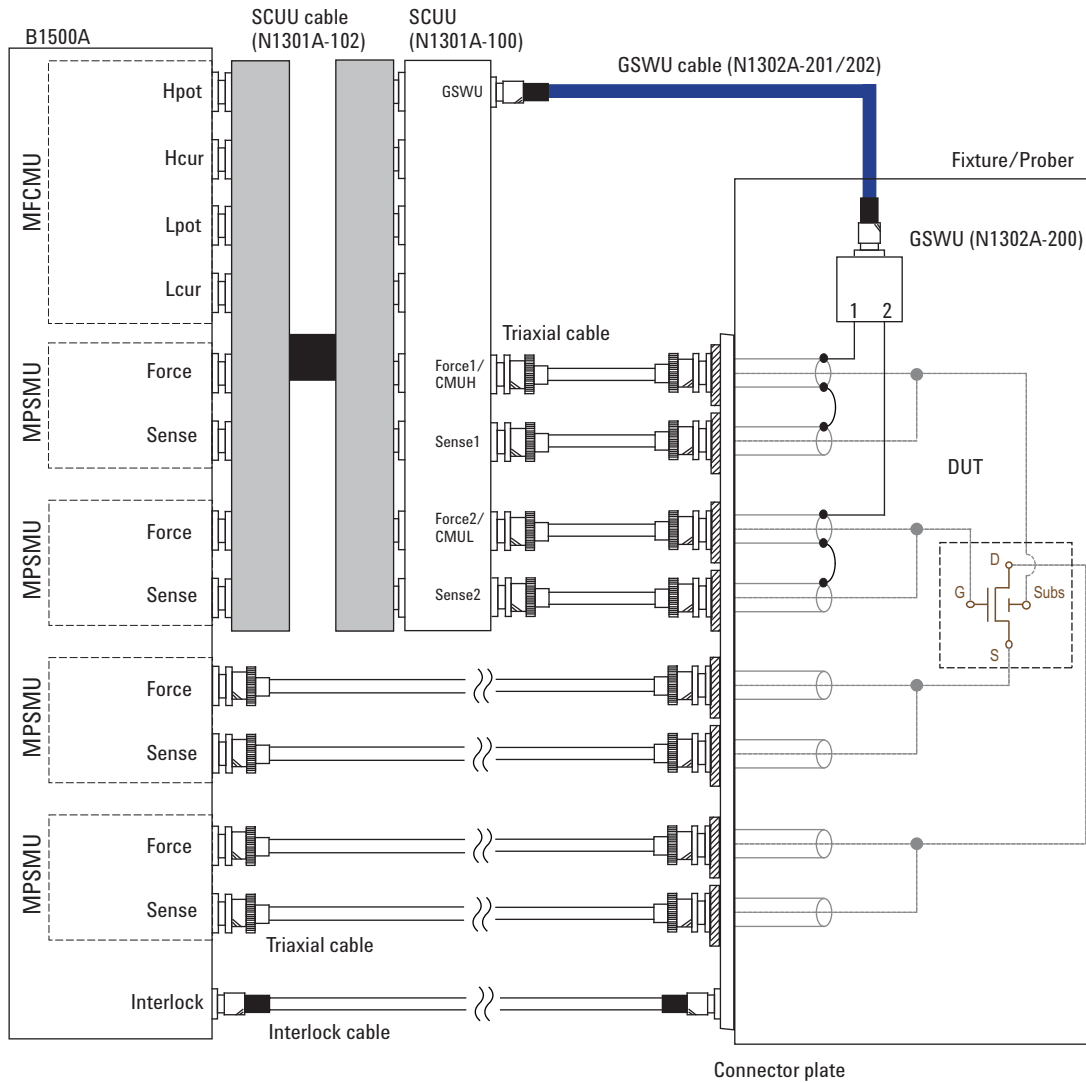 B1500A
SCUU cable
(N1301A-102)
SCUU
(N1301A-100)
GSWU cable (N1302A-201/202)
Fixture/Prober
GSWU (N1302A-200)
MFCMU
Hpot
Hcur
Lpot
Lcur
GSWU
1 2
Triaxial cable
MPSMU
Force
Sense
Force1/
CMUH
Sense1
MPSMU
Force
Sense
Force2/
CMUL
Sense2
DUT
D
G
Subs
S
MPSMU
Force
Sense
MPSMU
Force
Sense
Triaxial cable
Interlock
Interlock cable
Connector plate